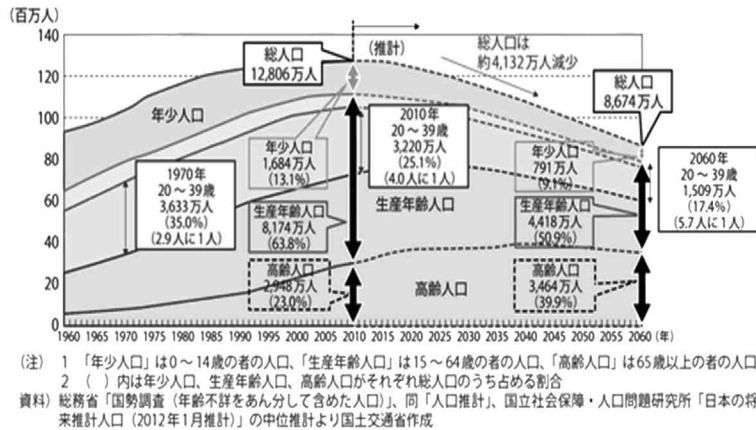 (百万人)
140
120
100
80
60
40
20
0
(推計)
総人口
12,806万人
総人口は
約4,132万人減少
総人口
8,674万人
年少人口
年少人口
1,684万人
(13.1%)
2010年
20～39歳
3,220万人
(25.1%)
(4.0人に1人)
年少人口
791万人
(9.1%)
1970年
20～39歳
3,633万人
(35.0%)
(2.9人に1人)
2060年
20～39歳
1,509万人
(17.4%)
(5.7人に1人)
生産年齢人口
8,174万人
(63.8%)
生産年齢人口
生産年齢人口
4,418万人
(50.9%)
高齢人口
2,948万人
(23.0%)
高齢人口
高齢人口
3,464万人
(39.9%)
1960 1965 1970 1975 1980 1985 1990 1995 2000 2005 2010 2015 2020 2025 2030 2035 2040 2045 2050 2055 2060 (年)
(注) 1 「年少人口」は0～14歳の者の人口、「生産年齢人口」は15～64歳の者の人口、「高齢人口」は65歳以上の者の人口
2 ( )内は年少人口、生産年齢人口、高齢人口がそれぞれ総人口のうち占める割合
資料) 総務省「国勢調査(年齢不詳をあん分して含めた人口)」、同「人口推計」、国立社会保障・人口問題研究所「日本の将
来推計人口(2012年1月推計)」の中位推計より国土交通省作成